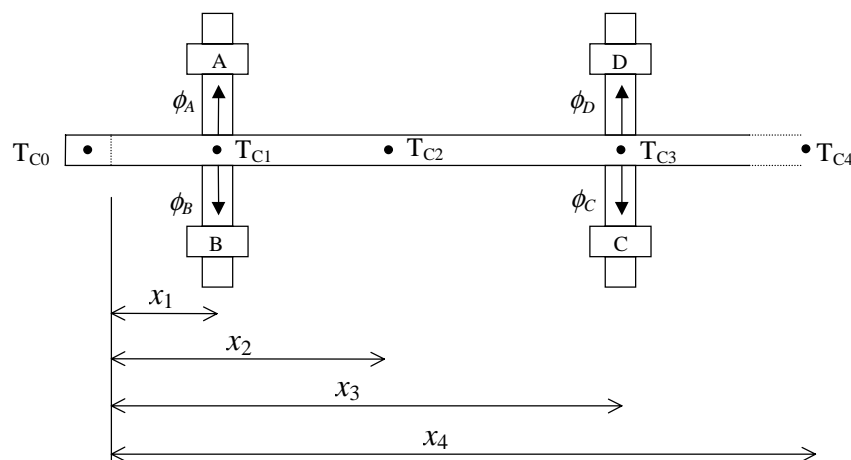 A D
ϕA ϕD
TC0 TC1 TC2 TC3 TC4
ϕB ϕC
B C
x1
x2
x3
x4